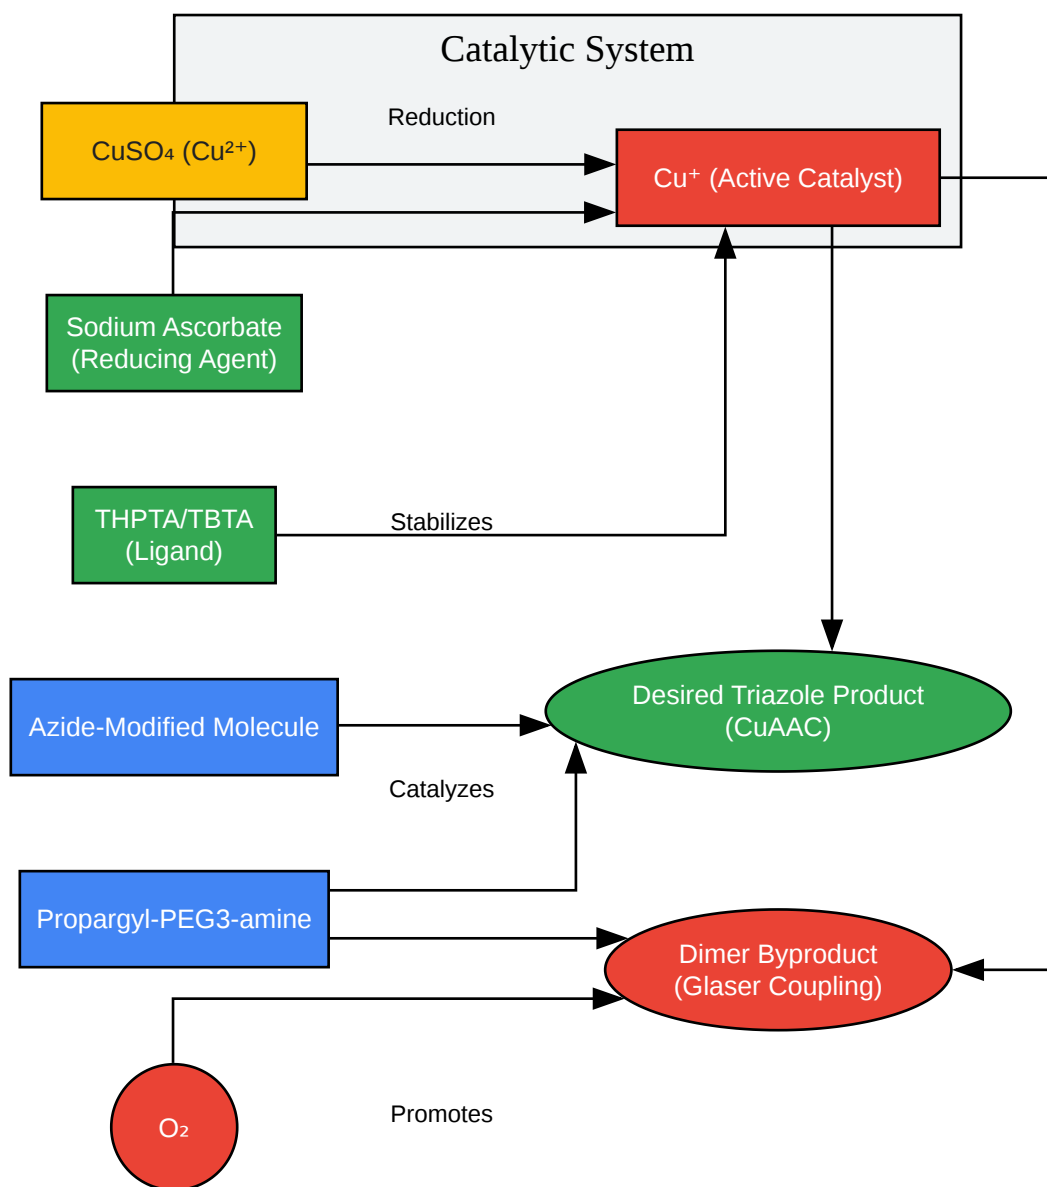 Catalytic System
Reduction
CuSO₄ (Cu²⁺)
Cu⁺ (Active Catalyst)
Sodium Ascorbate
(Reducing Agent)
THPTA/TBTA
(Ligand)
Stabilizes
Desired Triazole Product
(CuAAC)
Azide-Modified Molecule
Catalyzes
Propargyl-PEG3-amine
Dimer Byproduct
(Glaser Coupling)
Promotes
O₂